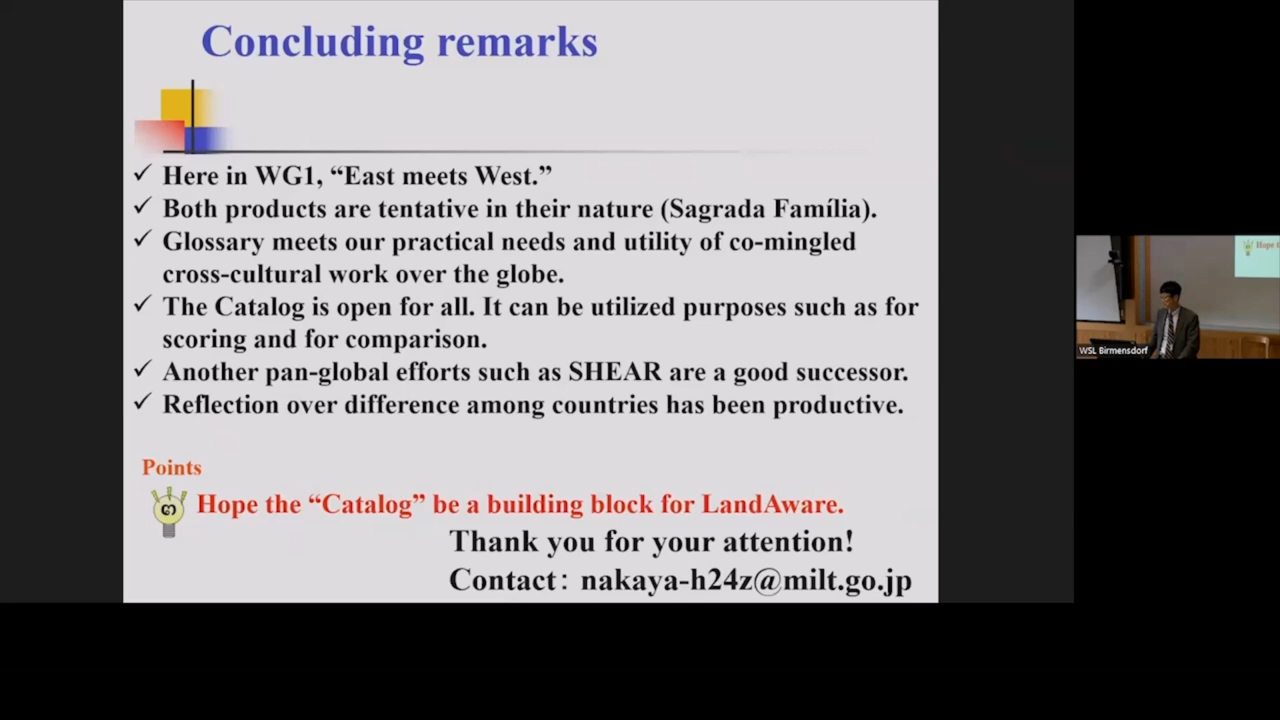 Concluding remarks
✓ Here in WG1, “East meets West.”
✓ Both products are tentative in their nature (Sagrada Família).
✓ Glossary meets our practical needs and utility of co-mingled
cross-cultural work over the globe.
✓ The Catalog is open for all. It can be utilized purposes such as for
scoring and for comparison.
✓ Another pan-global efforts such as SHEAR are a good successor.
✓ Reflection over difference among countries has been productive.
Points
Hope the “Catalog” be a building block for LandAware.
Thank you for your attention!
Contact：nakaya-h24z@milt.go.jp
Hope th
WSL Birmensdorf